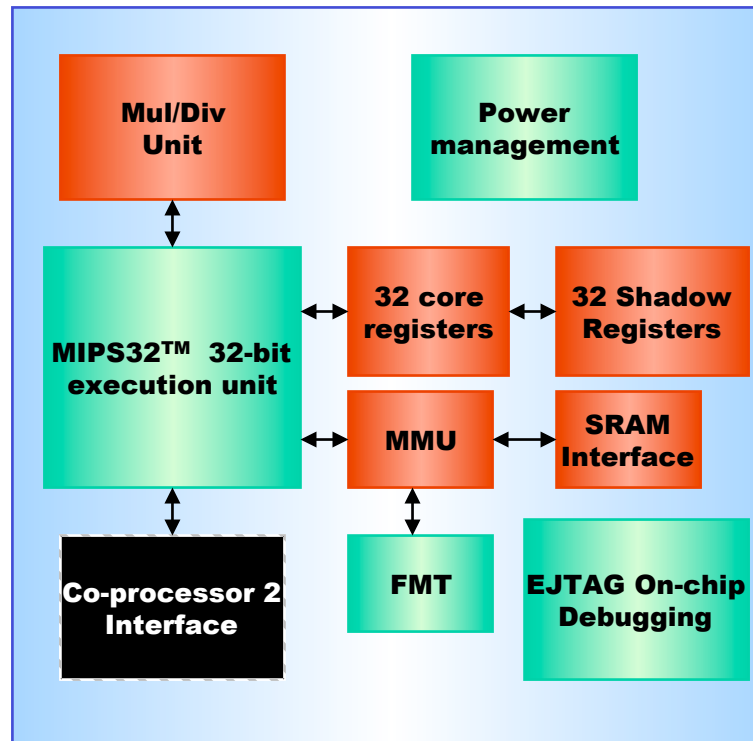 Mul/Div
Unit
Power
management
MIPS32™ 32-bit
execution unit
32 core
registers
32 Shadow
Registers
MMU
SRAM
Interface
Co-processor 2
Interface
FMT
EJTAG On-chip
Debugging